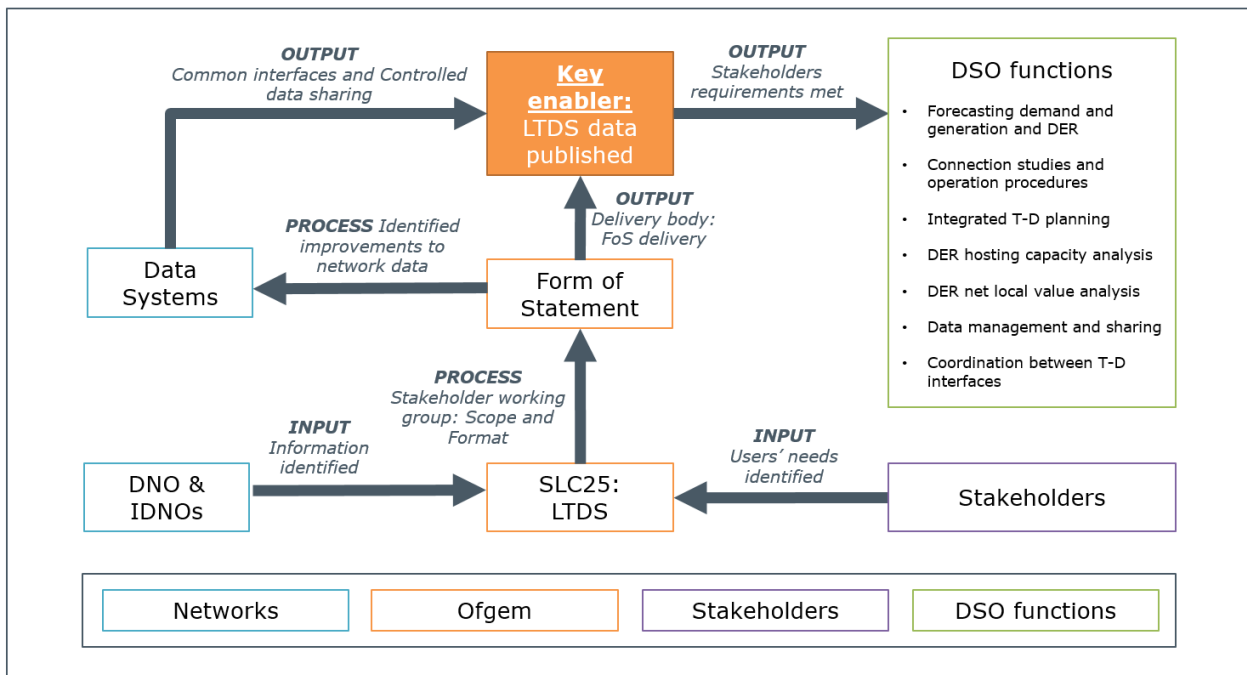 OUTPUT
Common interfaces and Controlled
data sharing
Key
enabler:
LTDS data
published
OUTPUT
Stakeholders
requirements met
DSO functions
• Forecasting demand and
generation and DER
• Connection studies and
operation procedures
• Integrated T-D planning
• DER hosting capacity analysis
• DER net local value analysis
• Data management and sharing
• Coordination between T-D
interfaces
OUTPUT
Delivery body:
FoS delivery
PROCESS Identified
improvements to
network data
Data
Systems
Form of
Statement
PROCESS
Stakeholder working
group: Scope and
Format
INPUT
Information
identified
INPUT
Users’ needs
identified
DNO &
IDNOs
SLC25:
LTDS
Stakeholders
Networks
Ofgem
Stakeholders
DSO functions